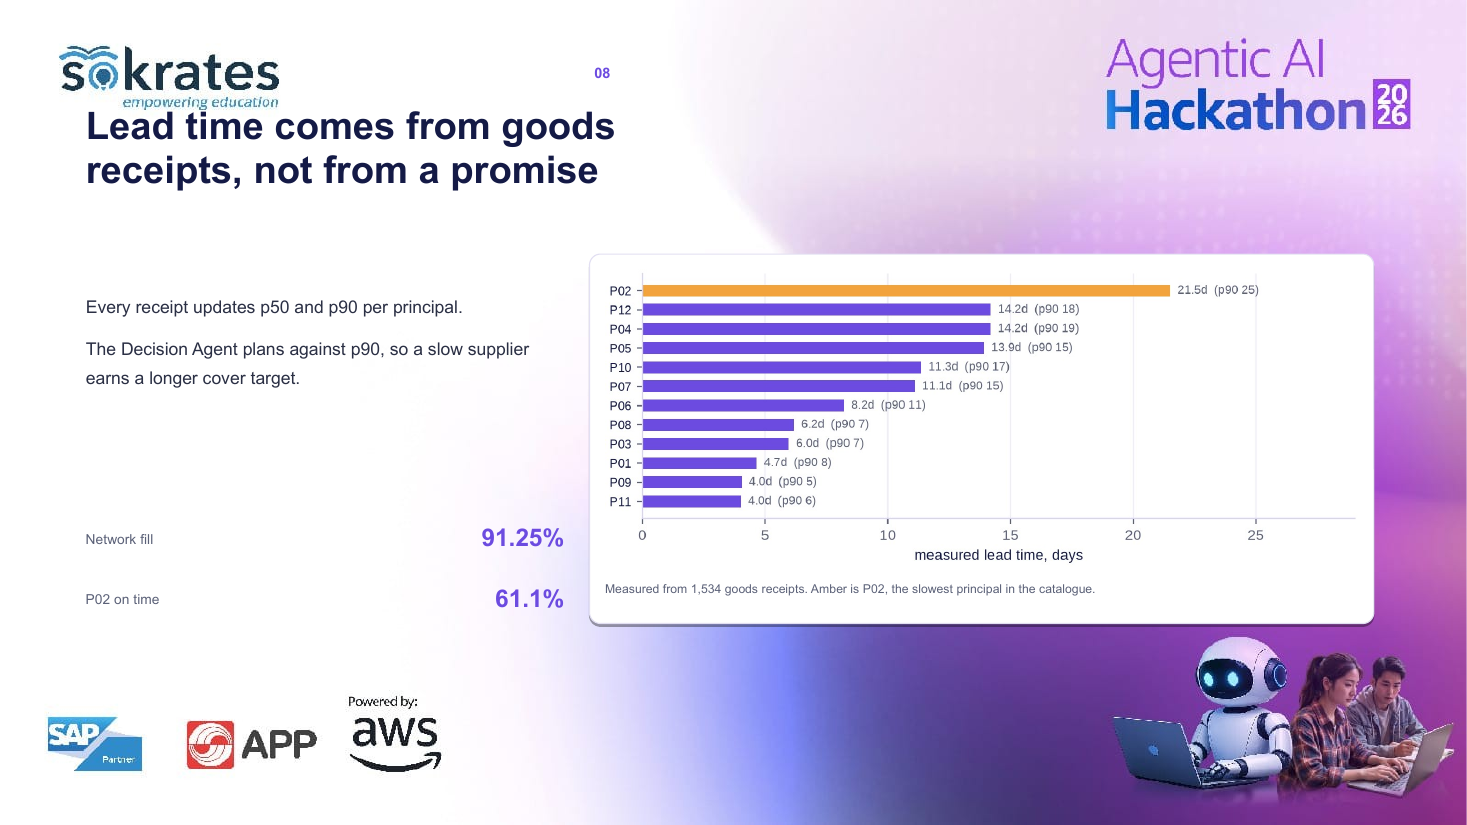 sokrates
empowering education
08
Agentic AI
Hackathon 2026
Lead time comes from goods
receipts, not from a promise
Every receipt updates p50 and p90 per principal.
The Decision Agent plans against p90, so a slow supplier
earns a longer cover target.
Network fill 91.25%
P02 on time 61.1%
P02 21.5d (p90 25)
P12 14.2d (p90 18)
P04 14.2d (p90 19)
P05 13.9d (p90 15)
P10 11.3d (p90 17)
P07 11.1d (p90 15)
P06 8.2d (p90 11)
P08 6.2d (p90 7)
P03 6.0d (p90 7)
P01 4.7d (p90 8)
P09 4.0d (p90 5)
P11 4.0d (p90 6)
0 5 10 15 20 25
measured lead time, days
Measured from 1,534 goods receipts. Amber is P02, the slowest principal in the catalogue.
SAP
Partner
APP
Powered by:
aws